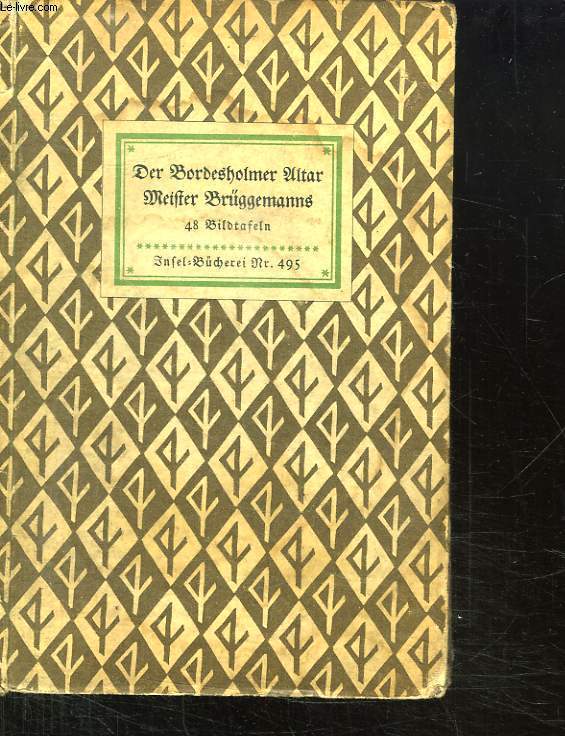 Le-livre.com
Der Bordesholmer Altar
Meister Brüggemanns
48 Bildtafeln
Insel-Bücherei Nr. 495